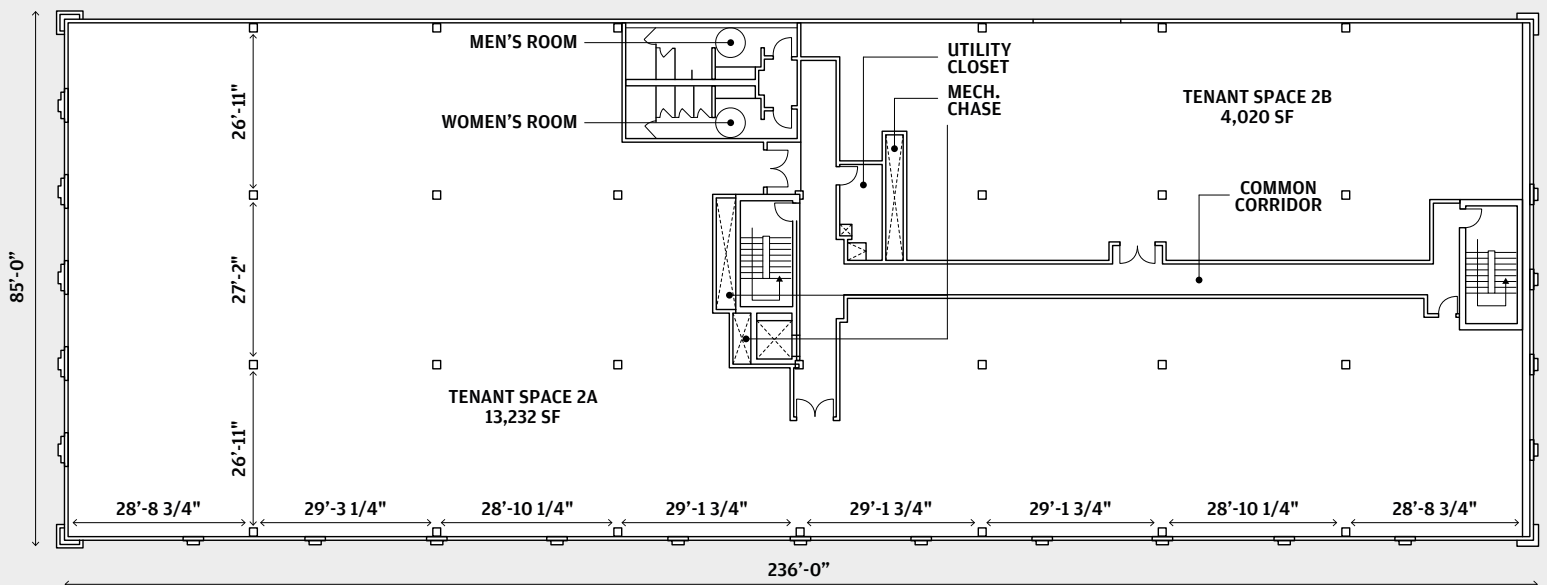 MEN'S ROOM
WOMEN'S ROOM
UTILITY
CLOSET
MECH.
CHASE
TENANT SPACE 2B
4,020 SF
COMMON
CORRIDOR
26'-11"
27'-2"
26'-11"
85'-0"
TENANT SPACE 2A
13,232 SF
28'-8 3/4"
29'-3 1/4"
28'-10 1/4"
29'-1 3/4"
29'-1 3/4"
29'-1 3/4"
28'-10 1/4"
28'-8 3/4"
236'-0”